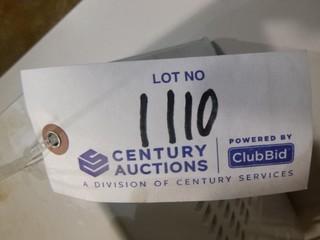 LOT NO
1110
CENTURY AUCTIONS
POWERED BY
ClubBid
A DIVISION OF CENTURY SERVICES